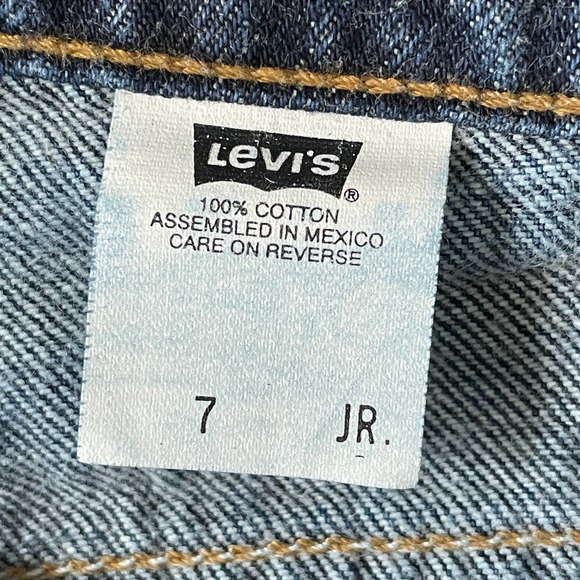 LEVI'S ®
100% COTTON
ASSEMBLED IN MEXICO
CARE ON REVERSE
7 JR.